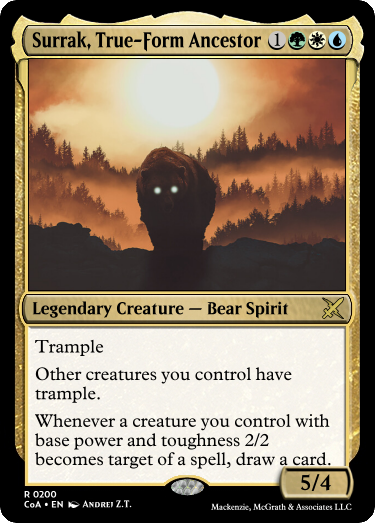 Surrak, True-Form Ancestor 1
Legendary Creature — Bear Spirit
Trample
Other creatures you control have
trample.
Whenever a creature you control with
base power and toughness 2/2
becomes target of a spell, draw a card.
5/4
R 0200
CoA • EN Andrej Z.T.
Mackenzie, McGrath & Associates LLC